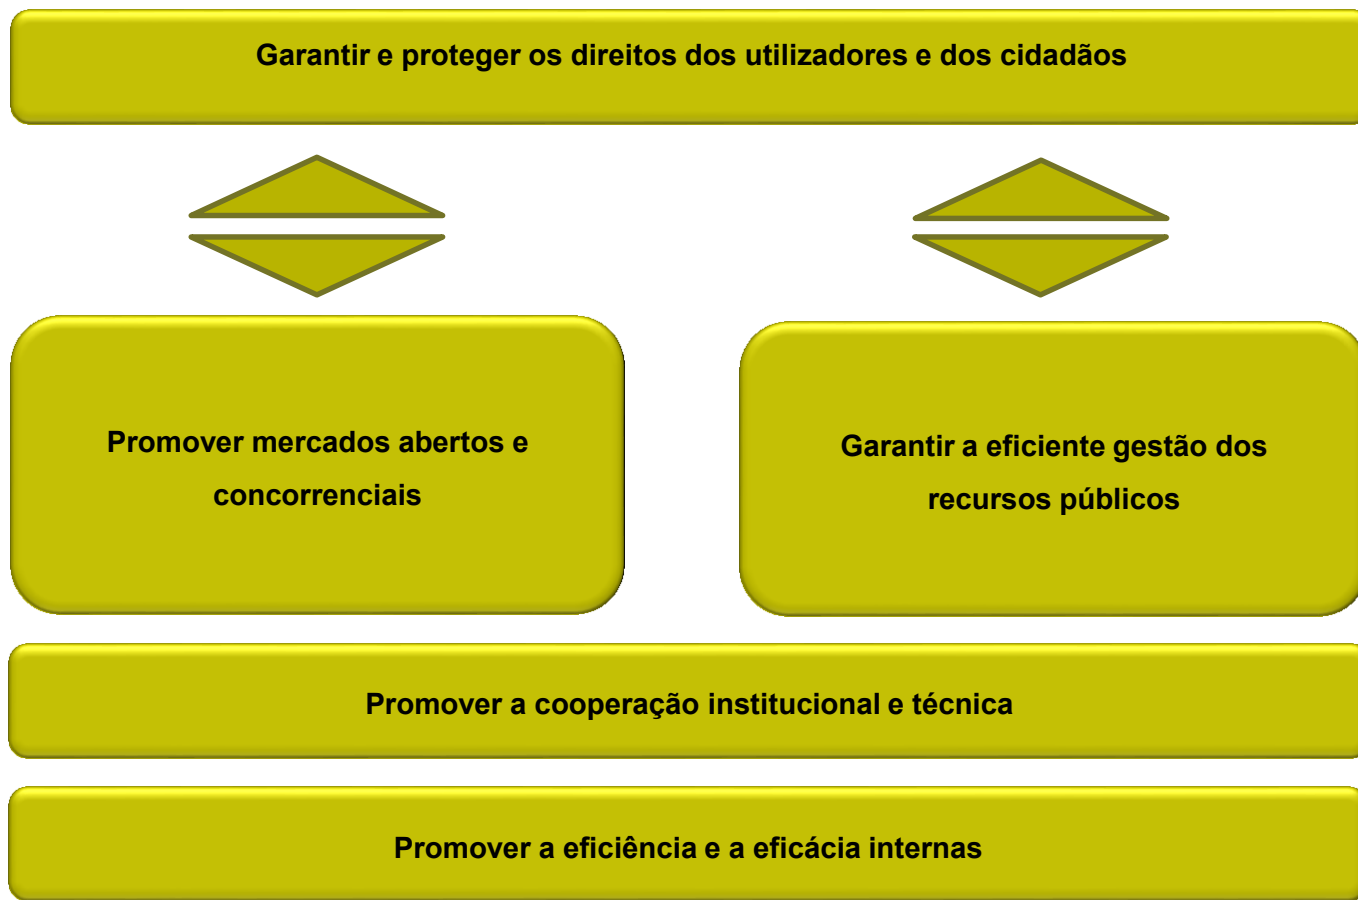 Garantir e proteger os direitos dos utilizadores e dos cidadãos
Promover mercados abertos e
concorrenciais
Garantir a eficiente gestão dos
recursos públicos
Promover a cooperação institucional e técnica
Promover a eficiência e a eficácia internas